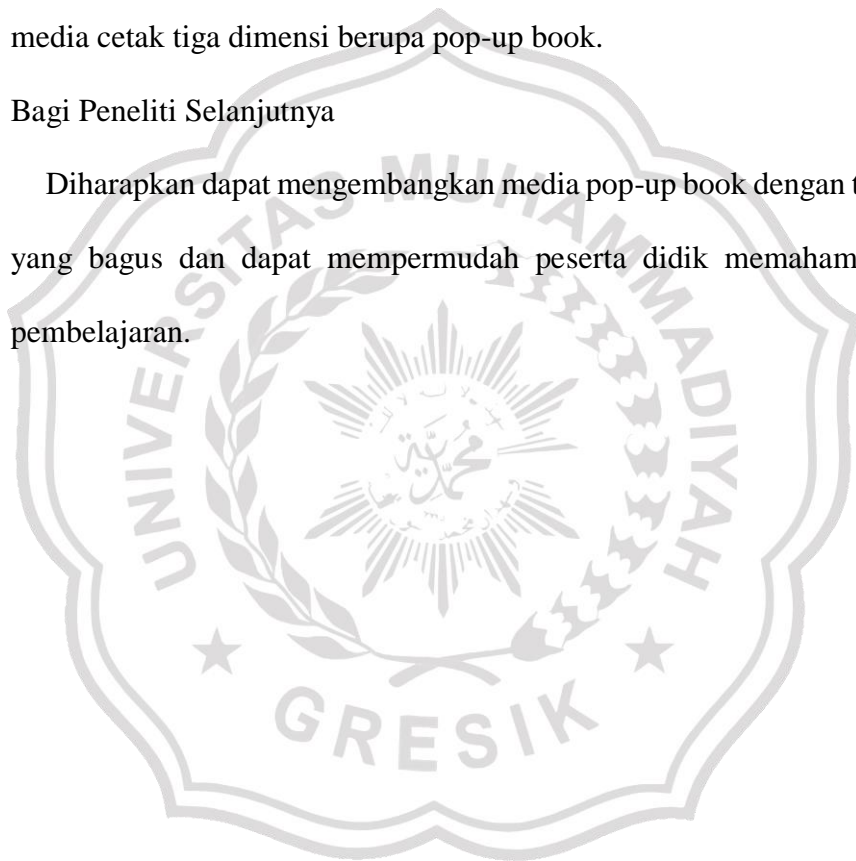 media cetak tiga dimensi berupa pop-up book.
Bagi Peneliti Selanjutnya
Diharapkan dapat mengembangkan media pop-up book dengan
yang bagus dan dapat mempermudah peserta didik
pembelajaran.
UNIVERSITAS MUHAMMADIYAH
GRESIK
محمد